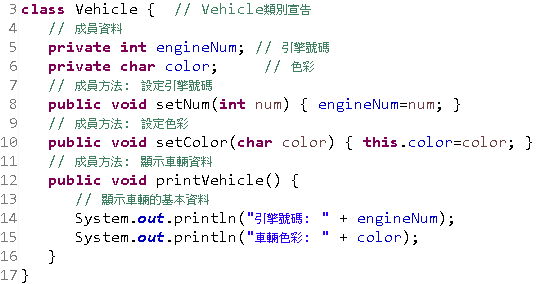 3 class Vehicle {  // Vehicle類別宣告
4    // 成員資料
5    private int engineNum; // 引擎號碼
6    private char color;      // 色彩
7    // 成員方法: 設定引擎號碼
8    public void setNum(int num) { engineNum=num; }
9    // 成員方法: 設定色彩
10    public void setColor(char color) { this.color=color; }
11    // 成員方法: 顯示車輛資料
12    public void printVehicle() {
13       // 顯示車輛的基本資料
14       System.out.println("引擎號碼: " + engineNum);
15       System.out.println("車輛色彩: " + color);
16    }
17 }